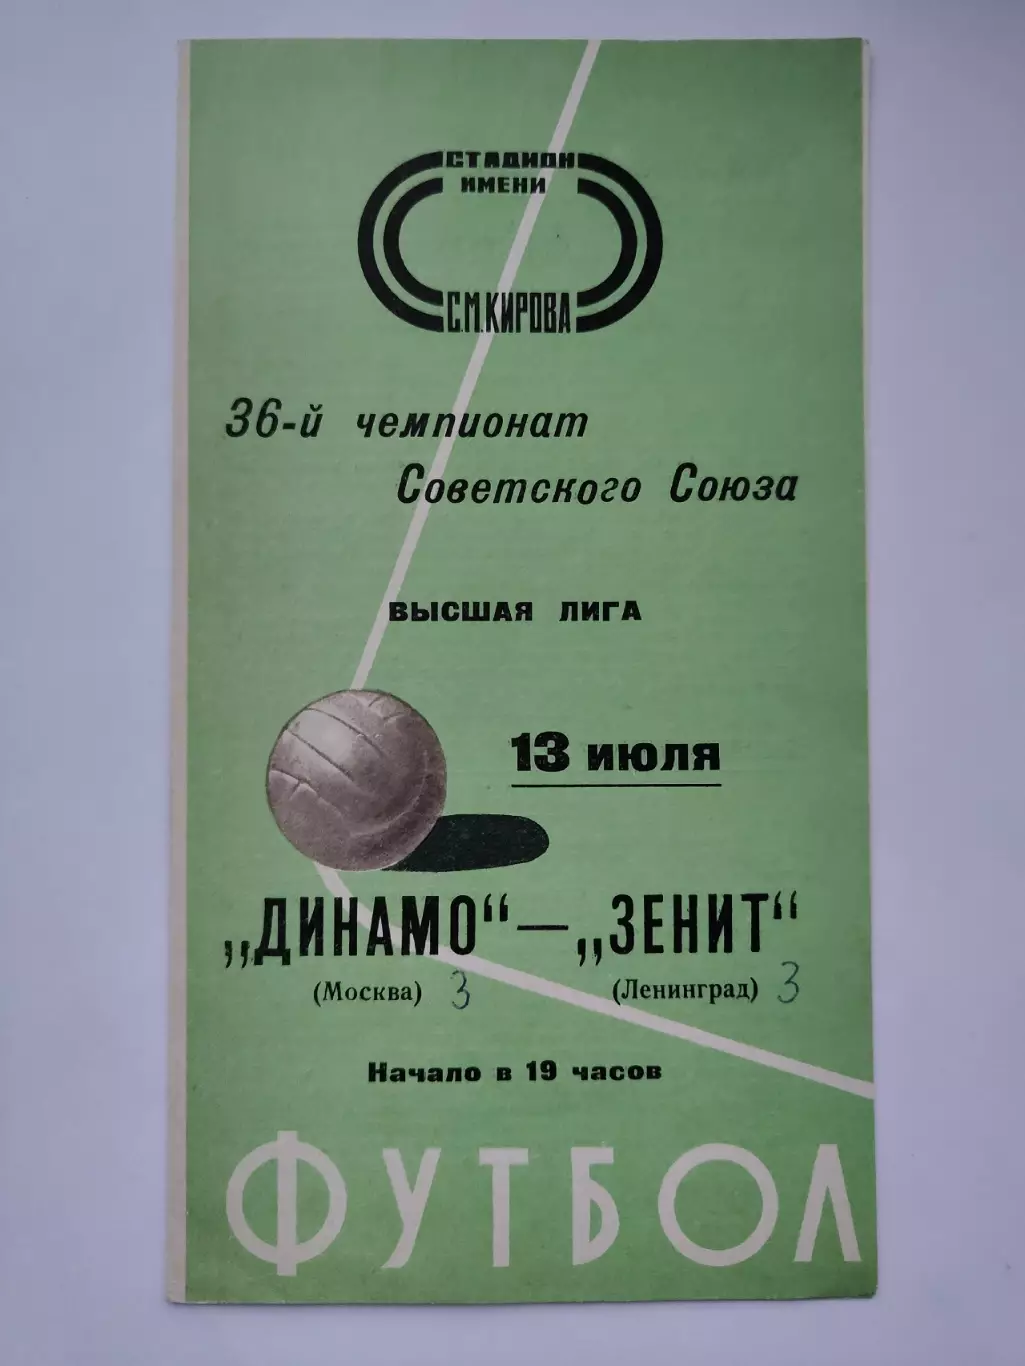 СТАДИОН
ИМЕНИ
С.М.КИРОВА
36-й чемпионат
Советского Союза
ВЫСШАЯ ЛИГА
13 июля
„ДИНАМО“ — „ЗЕНИТ“
(Москва) 3 (Ленинград) 3
Начало в 19 часов
ФУТБОЛ